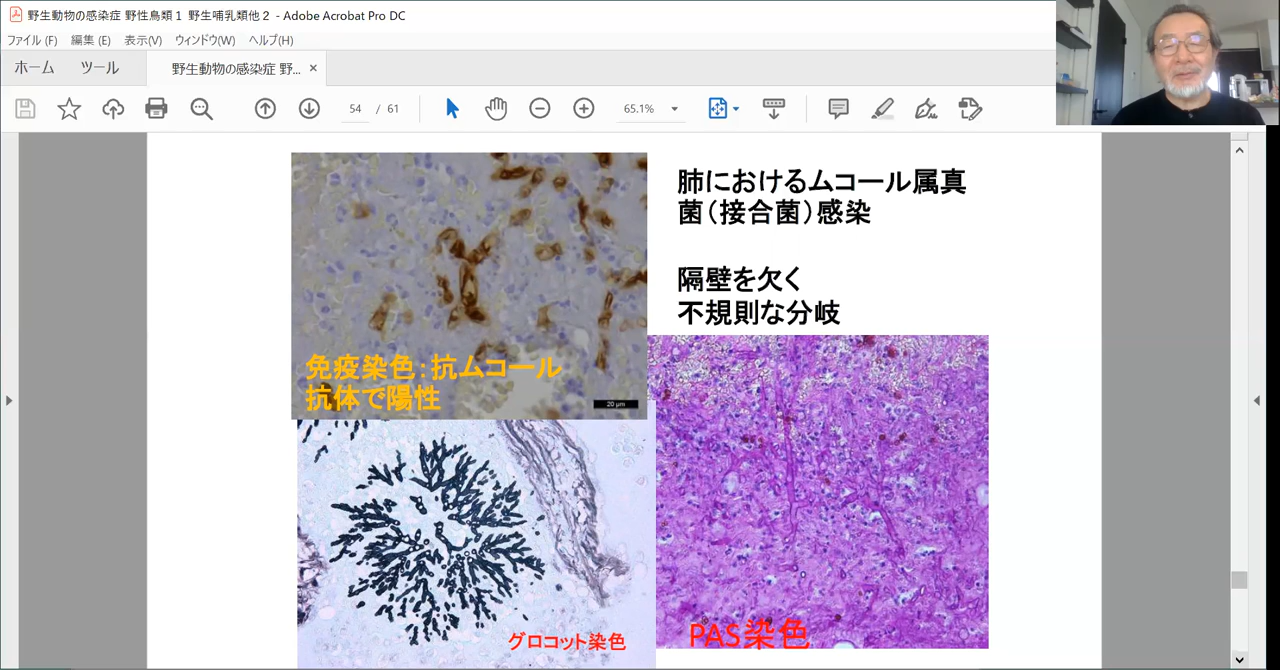 野生動物の感染症 野性鳥類１ 野生哺乳類他２ - Adobe Acrobat Pro DC
ファイル(F) 編集(E) 表示(V) ウィンドウ(W) ヘルプ(H)
ホーム ツール 野生動物の感染症 野... ×
54 / 61 65.1%
肺におけるムコール属真
菌（接合菌）感染
隔壁を欠く
不規則な分岐
免疫染色：抗ムコール
抗体で陽性
20 μm
グロコット染色
PAS染色